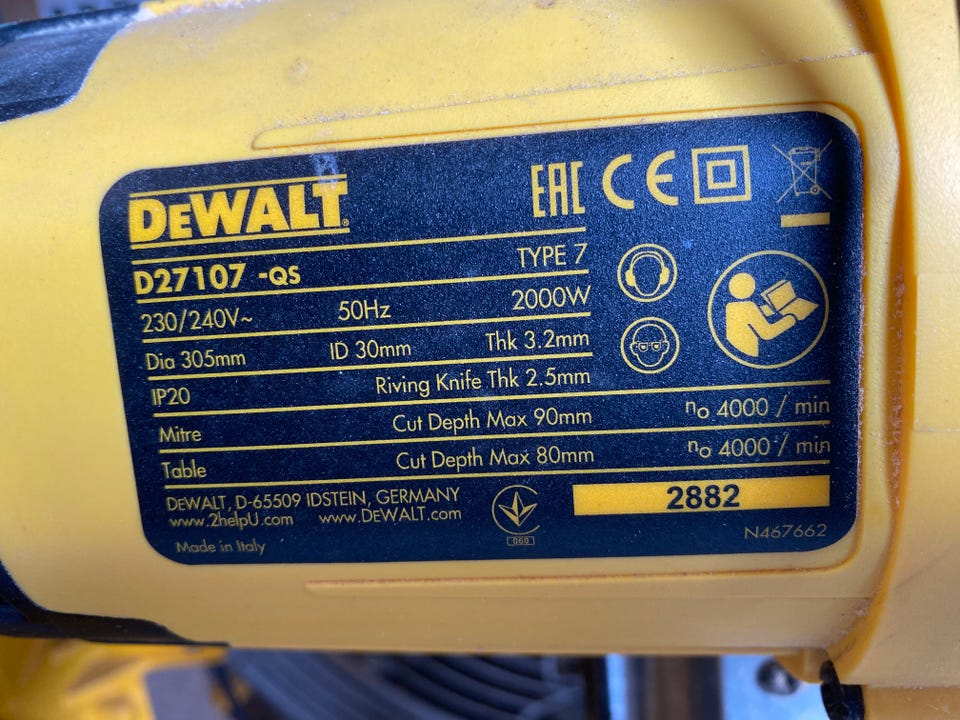 DEWALT
EAC CE
D27107 -QS TYPE 7
230/240V~ 50Hz 2000W
Dia 305mm ID 30mm Thk 3.2mm
IP20 Riving Knife Thk 2.5mm
Mitre Cut Depth Max 90mm no 4000 / min
Table Cut Depth Max 80mm no 4000 / min
DEWALT, D-65509 IDSTEIN, GERMANY
www.2helpU.com www.DEWALT.com
060
2882
Made in Italy
N467662